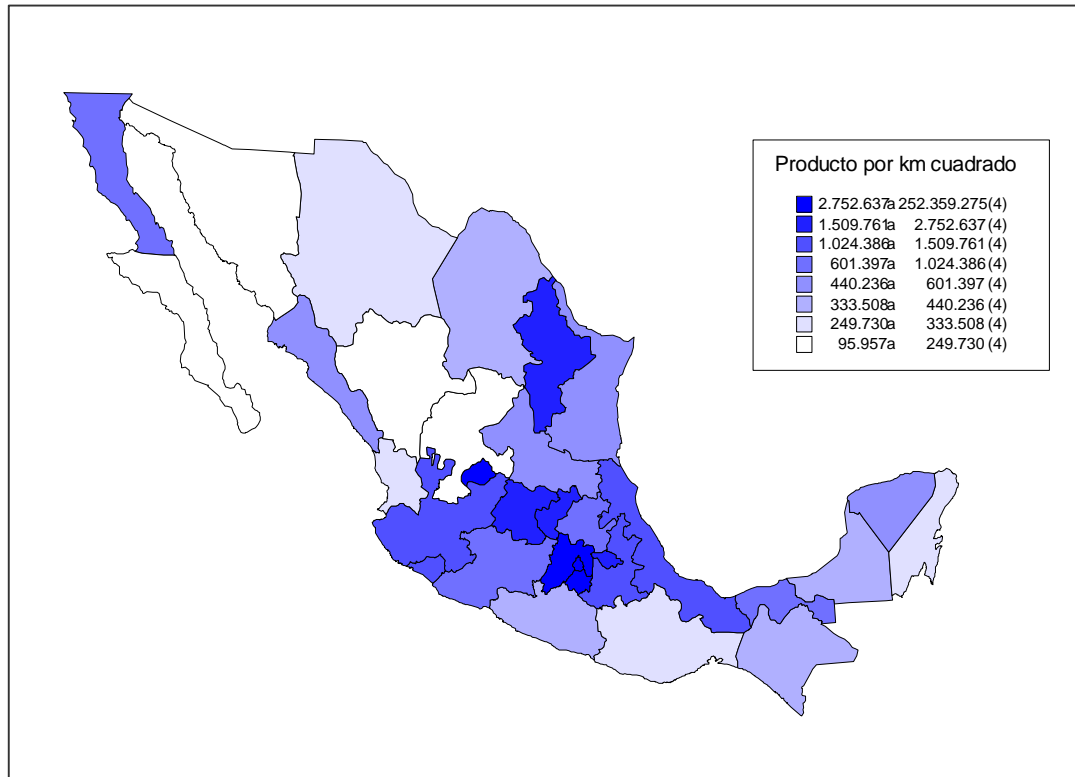 Producto por km cuadrado
2.752.637a 252.359.275(4)
1.509.761a 2.752.637(4)
1.024.386a 1.509.761(4)
601.397a 1.024.386(4)
440.236a 601.397(4)
333.508a 440.236(4)
249.730a 333.508(4)
95.957a 249.730(4)